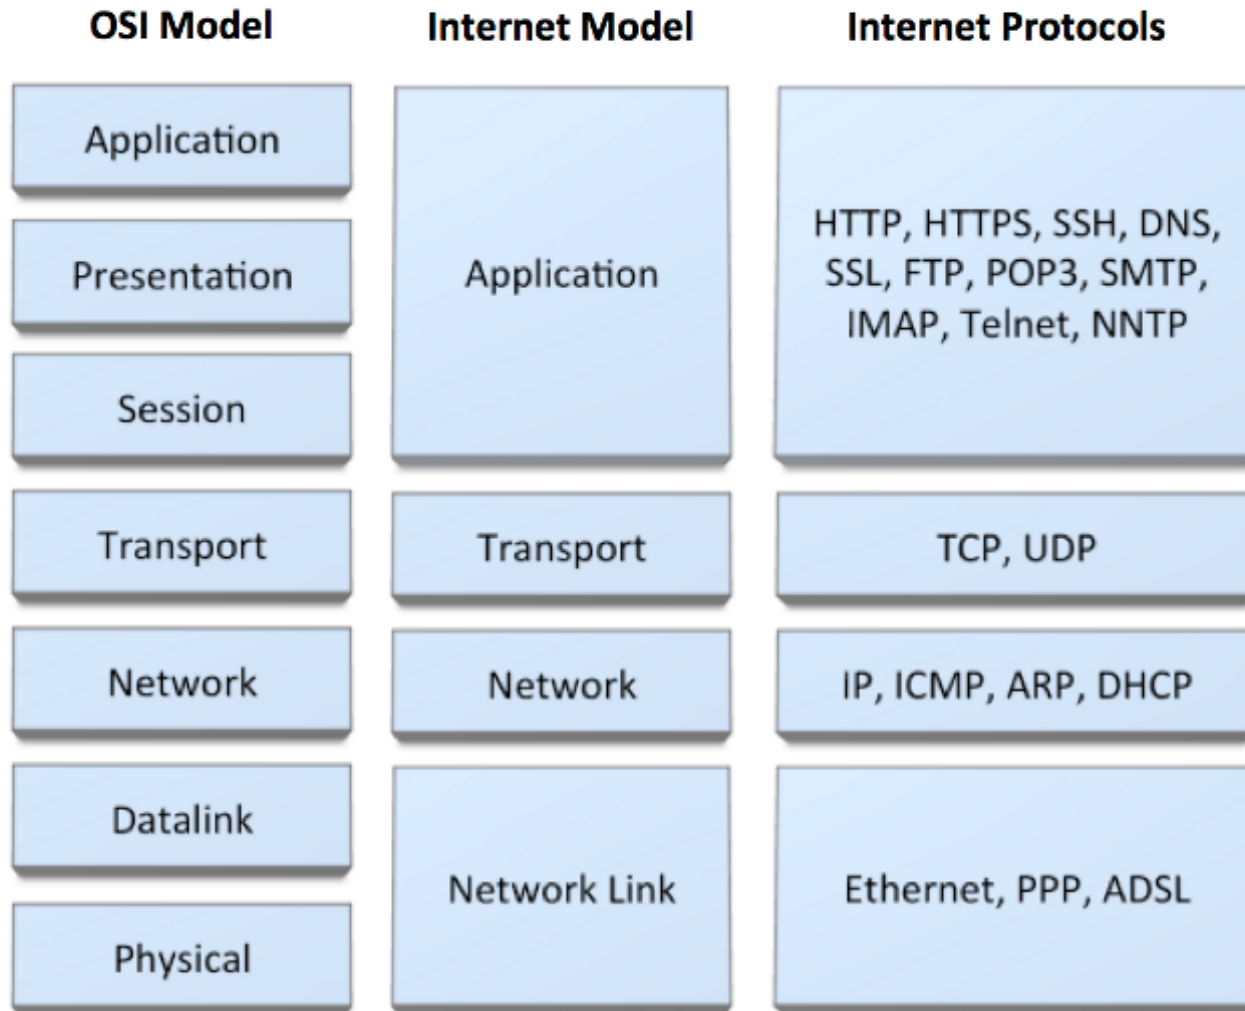 OSI Model
Internet Model
Internet Protocols
Application
Presentation
Session
Transport
Network
Datalink
Physical
Application
Transport
Network
Network Link
HTTP, HTTPS, SSH, DNS,
SSL, FTP, POP3, SMTP,
IMAP, Telnet, NNTP
TCP, UDP
IP, ICMP, ARP, DHCP
Ethernet, PPP, ADSL